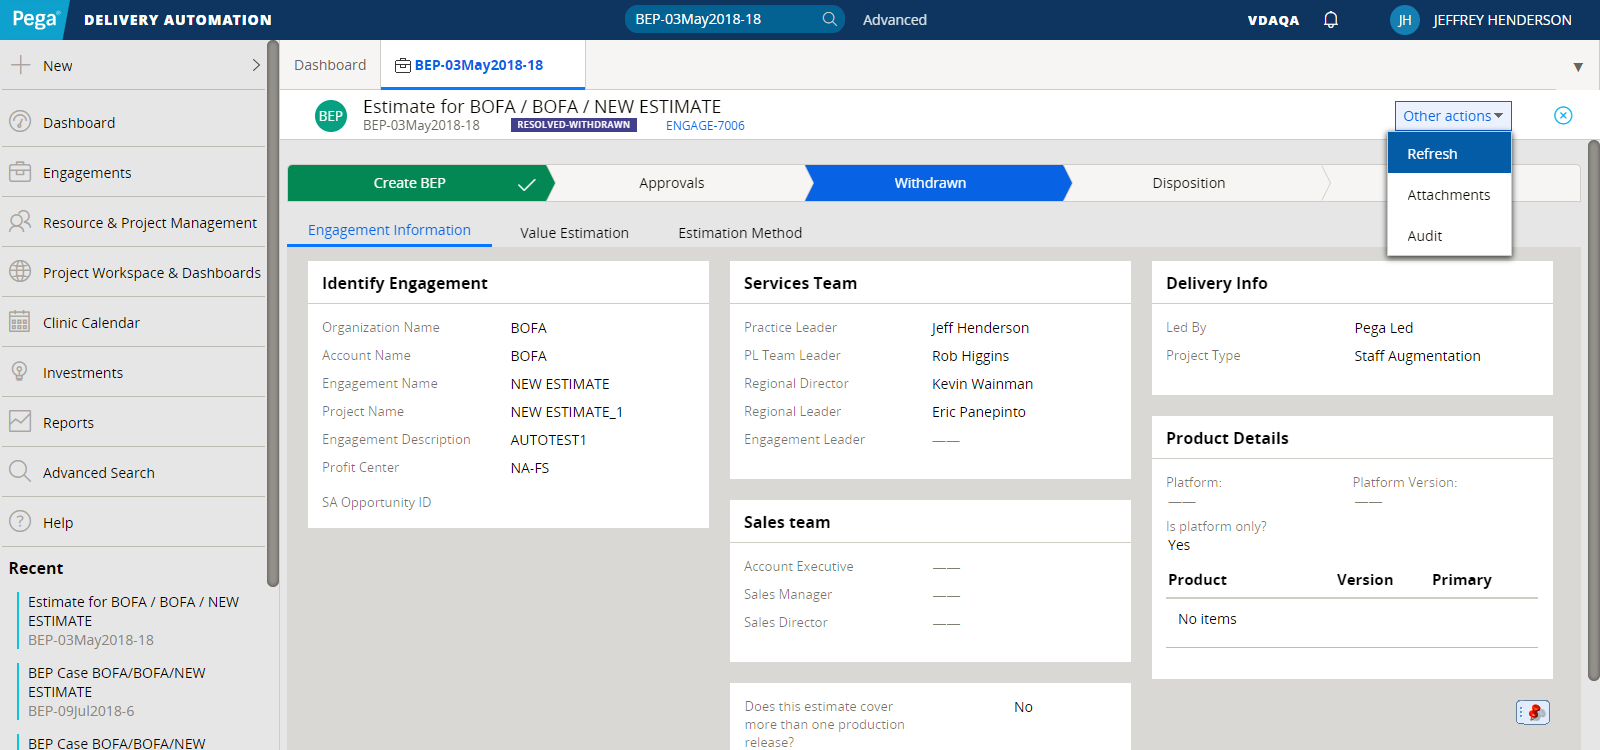 Pega DELIVERY AUTOMATION
BEP-03May2018-18
Advanced
VDAQA
JH
JEFFREY HENDERSON
New
Dashboard
Engagements
Resource & Project Management
Project Workspace & Dashboards
Clinic Calendar
Investments
Reports
Advanced Search
? Help
Recent
Estimate for BOFA / BOFA / NEW
ESTIMATE
BEP-03May2018-18
BEP Case BOFA/BOFA/NEW
ESTIMATE
BEP-09Jul2018-6
BEP Case BOFA/BOFA/NEW
Dashboard
BEP-03May2018-18
BEP
Estimate for BOFA / BOFA / NEW ESTIMATE
BEP-03May2018-18
RESOLVED-WITHDRAWN
ENGAGE-7006
Other actions
Refresh
Attachments
Audit
Create BEP
Approvals
Withdrawn
Disposition
Engagement Information
Value Estimation
Estimation Method
Identify Engagement
Organization Name BOFA
Account Name BOFA
Engagement Name NEW ESTIMATE
Project Name NEW ESTIMATE_1
Engagement Description AUTOTEST1
Profit Center NA-FS
SA Opportunity ID
Services Team
Practice Leader Jeff Henderson
PL Team Leader Rob Higgins
Regional Director Kevin Wainman
Regional Leader Eric Panepinto
Engagement Leader ——
Sales team
Account Executive ——
Sales Manager ——
Sales Director ——
Does this estimate cover No
more than one production
release?
Delivery Info
Led By Pega Led
Project Type Staff Augmentation
Product Details
Platform: Platform Version:
—— ——
Is platform only?
Yes
Product Version Primary
No items